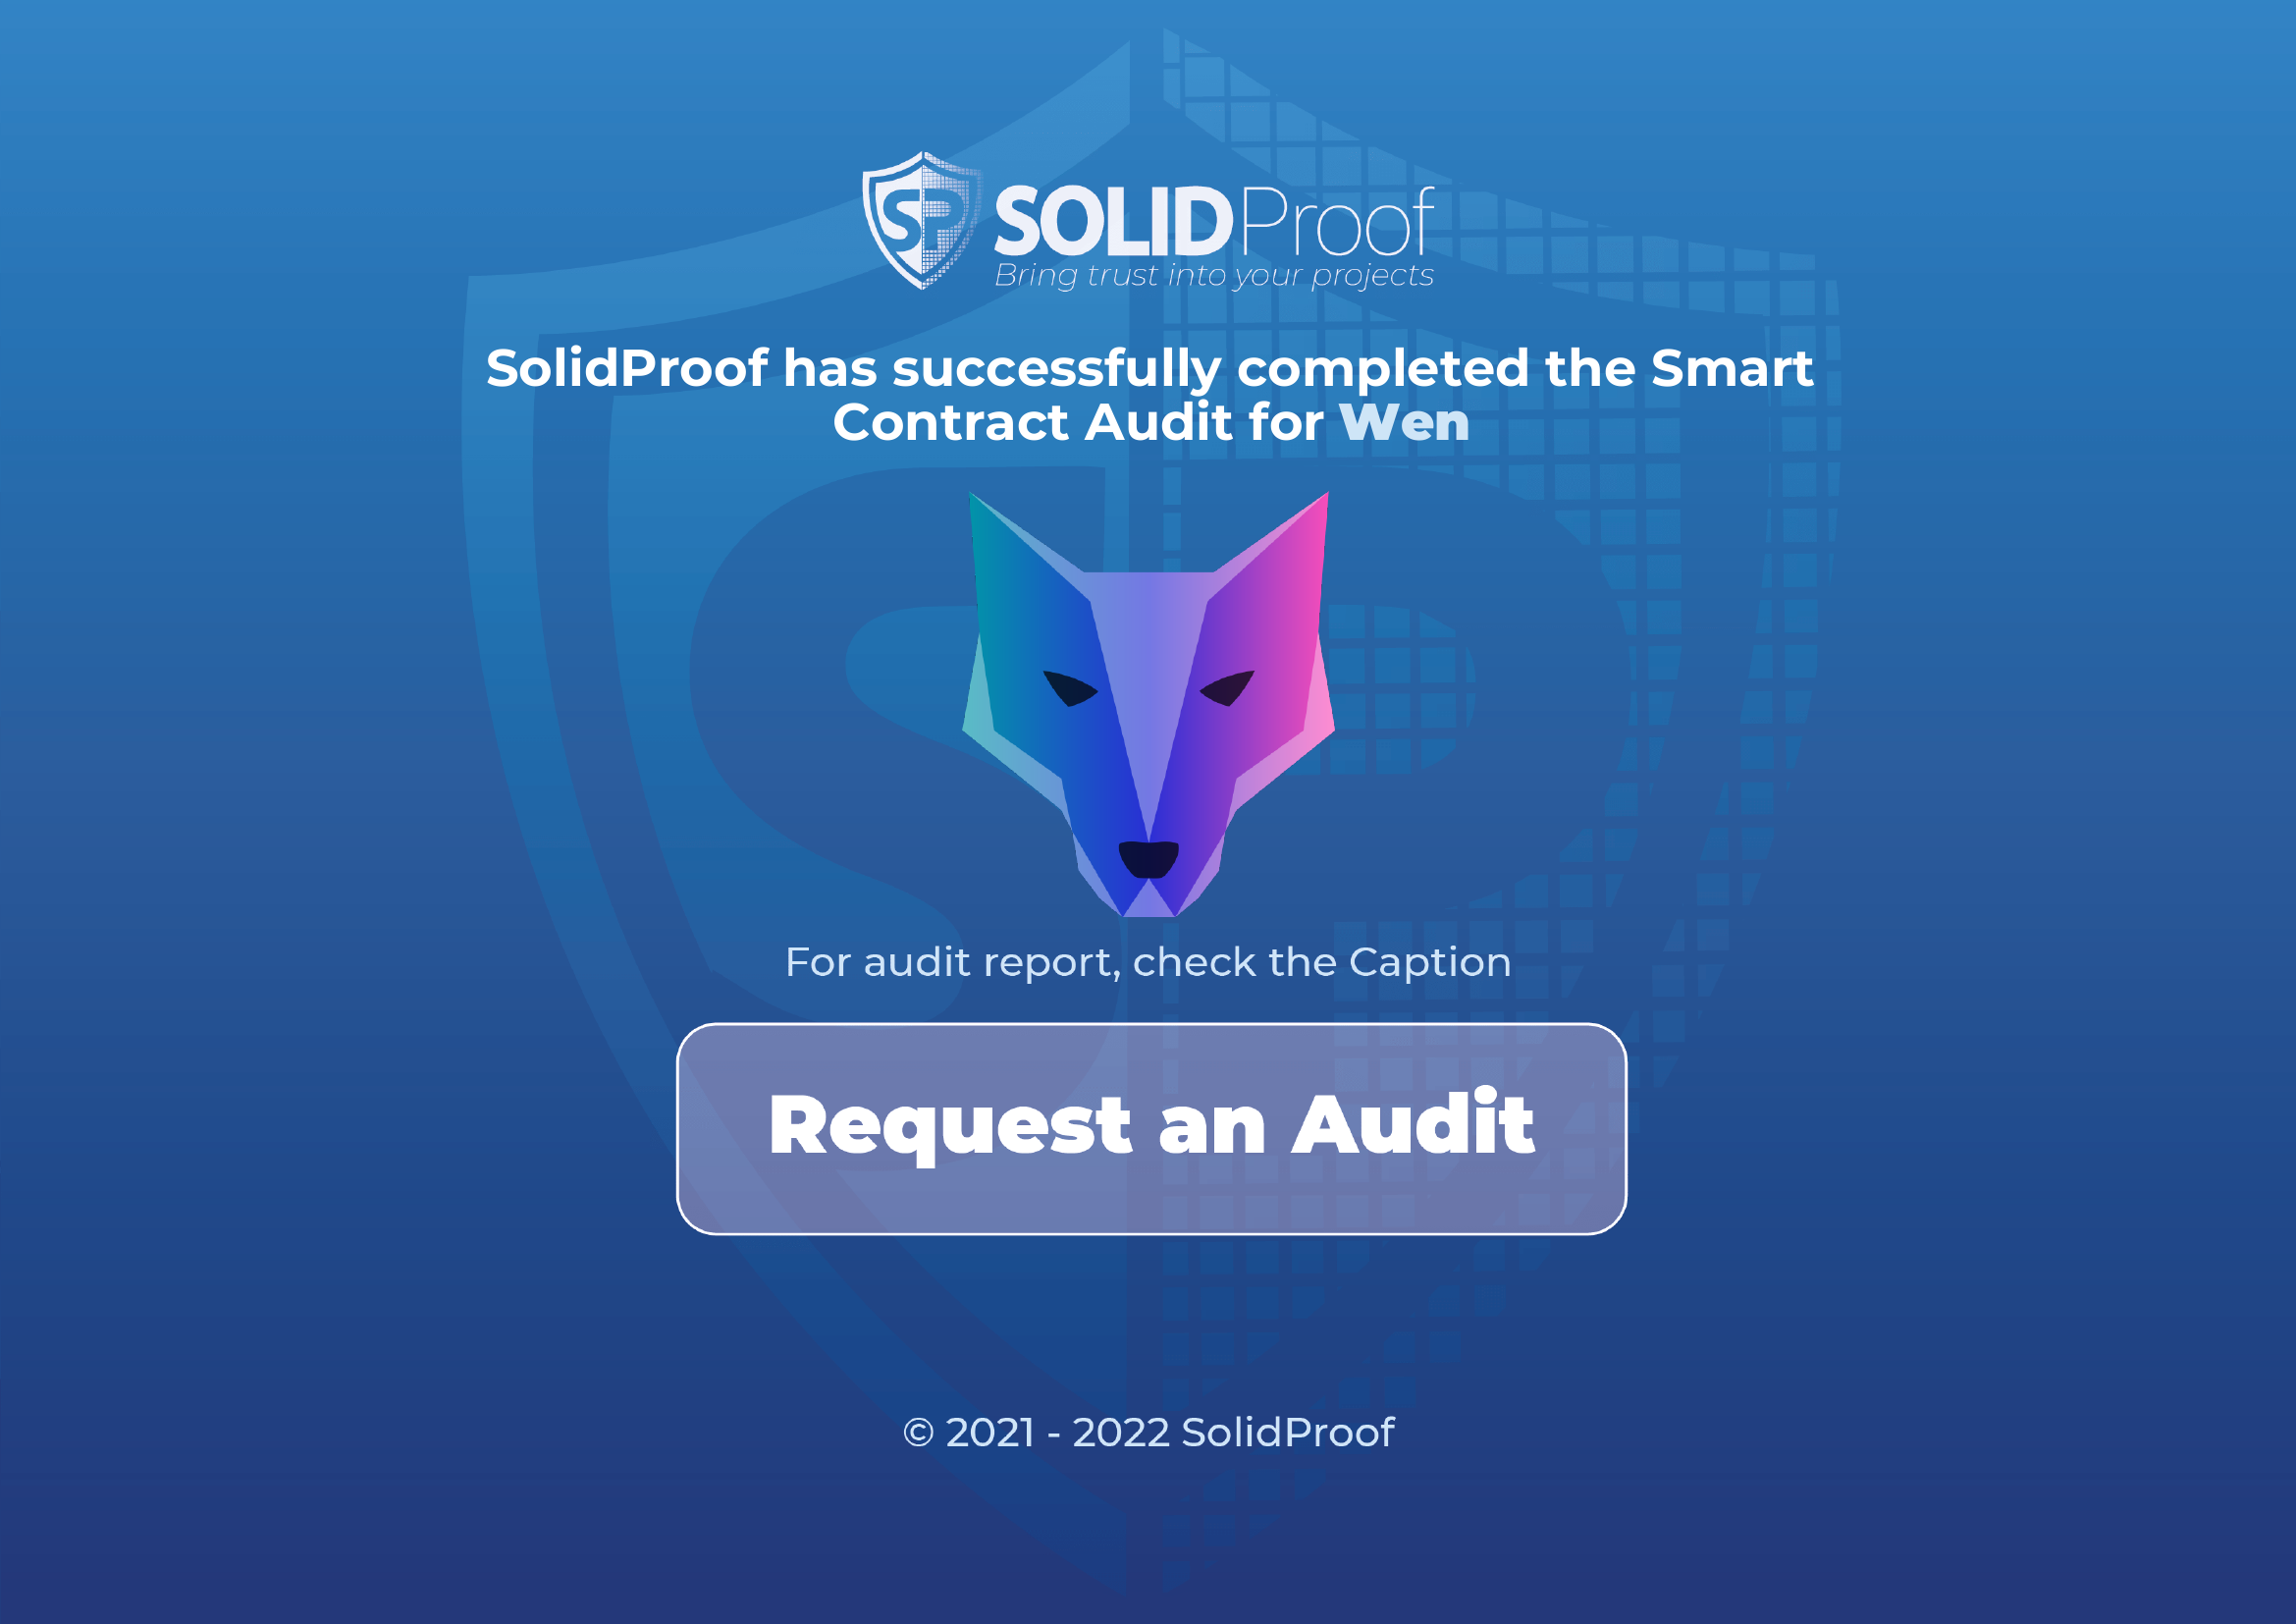 SP SOLIDProof
Bring trust into your projects
SolidProof has successfully completed the Smart
Contract Audit for Wen
For audit report, check the Caption
Request an Audit
© 2021 - 2022 SolidProof